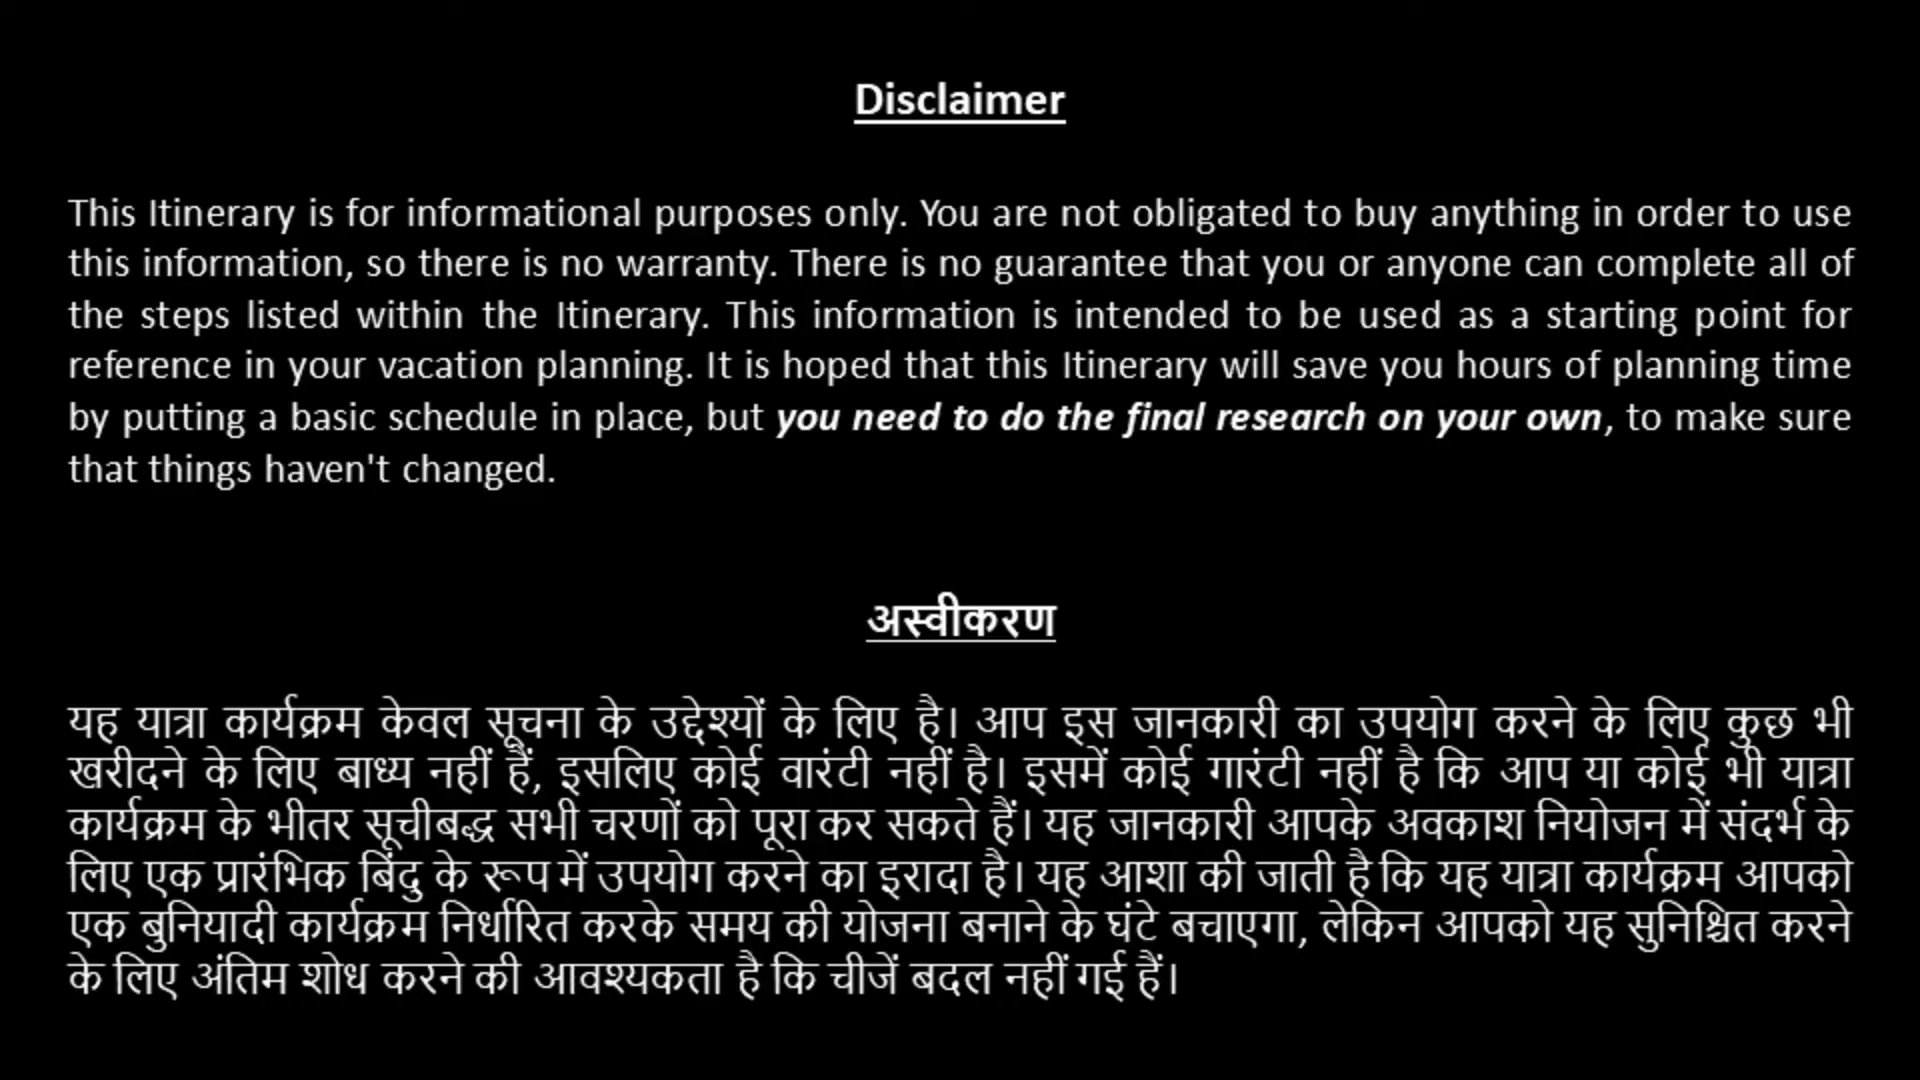 Disclaimer
This Itinerary is for informational purposes only. You are not obligated to buy anything in order to use
this information, so there is no warranty. There is no guarantee that you or anyone can complete all of
the steps listed within the Itinerary. This information is intended to be used as a starting point for
reference in your vacation planning. It is hoped that this Itinerary will save you hours of planning time
by putting a basic schedule in place, but you need to do the final research on your own, to make sure
that things haven't changed.
अस्वीकरण
यह यात्रा कार्यक्रम केवल सूचना के उद्देश्यों के लिए है। आप इस जानकारी का उपयोग करने के लिए कुछ भी
खरीदने के लिए बाध्य नहीं हैं, इसलिए कोई वारंटी नहीं है। इसमें कोई गारंटी नहीं है कि आप या कोई भी यात्रा
कार्यक्रम के भीतर सूचीबद्ध सभी चरणों को पूरा कर सकते हैं। यह जानकारी आपके अवकाश नियोजन में संदर्भ के
लिए एक प्रारंभिक बिंदु के रूप में उपयोग करने का इरादा है। यह आशा की जाती है कि यह यात्रा कार्यक्रम आपको
एक बुनियादी कार्यक्रम निर्धारित करके समय की योजना बनाने के घंटे बचाएगा, लेकिन आपको यह सुनिश्चित करने
के लिए अंतिम शोध करने की आवश्यकता है कि चीजें बदल नहीं गई हैं।